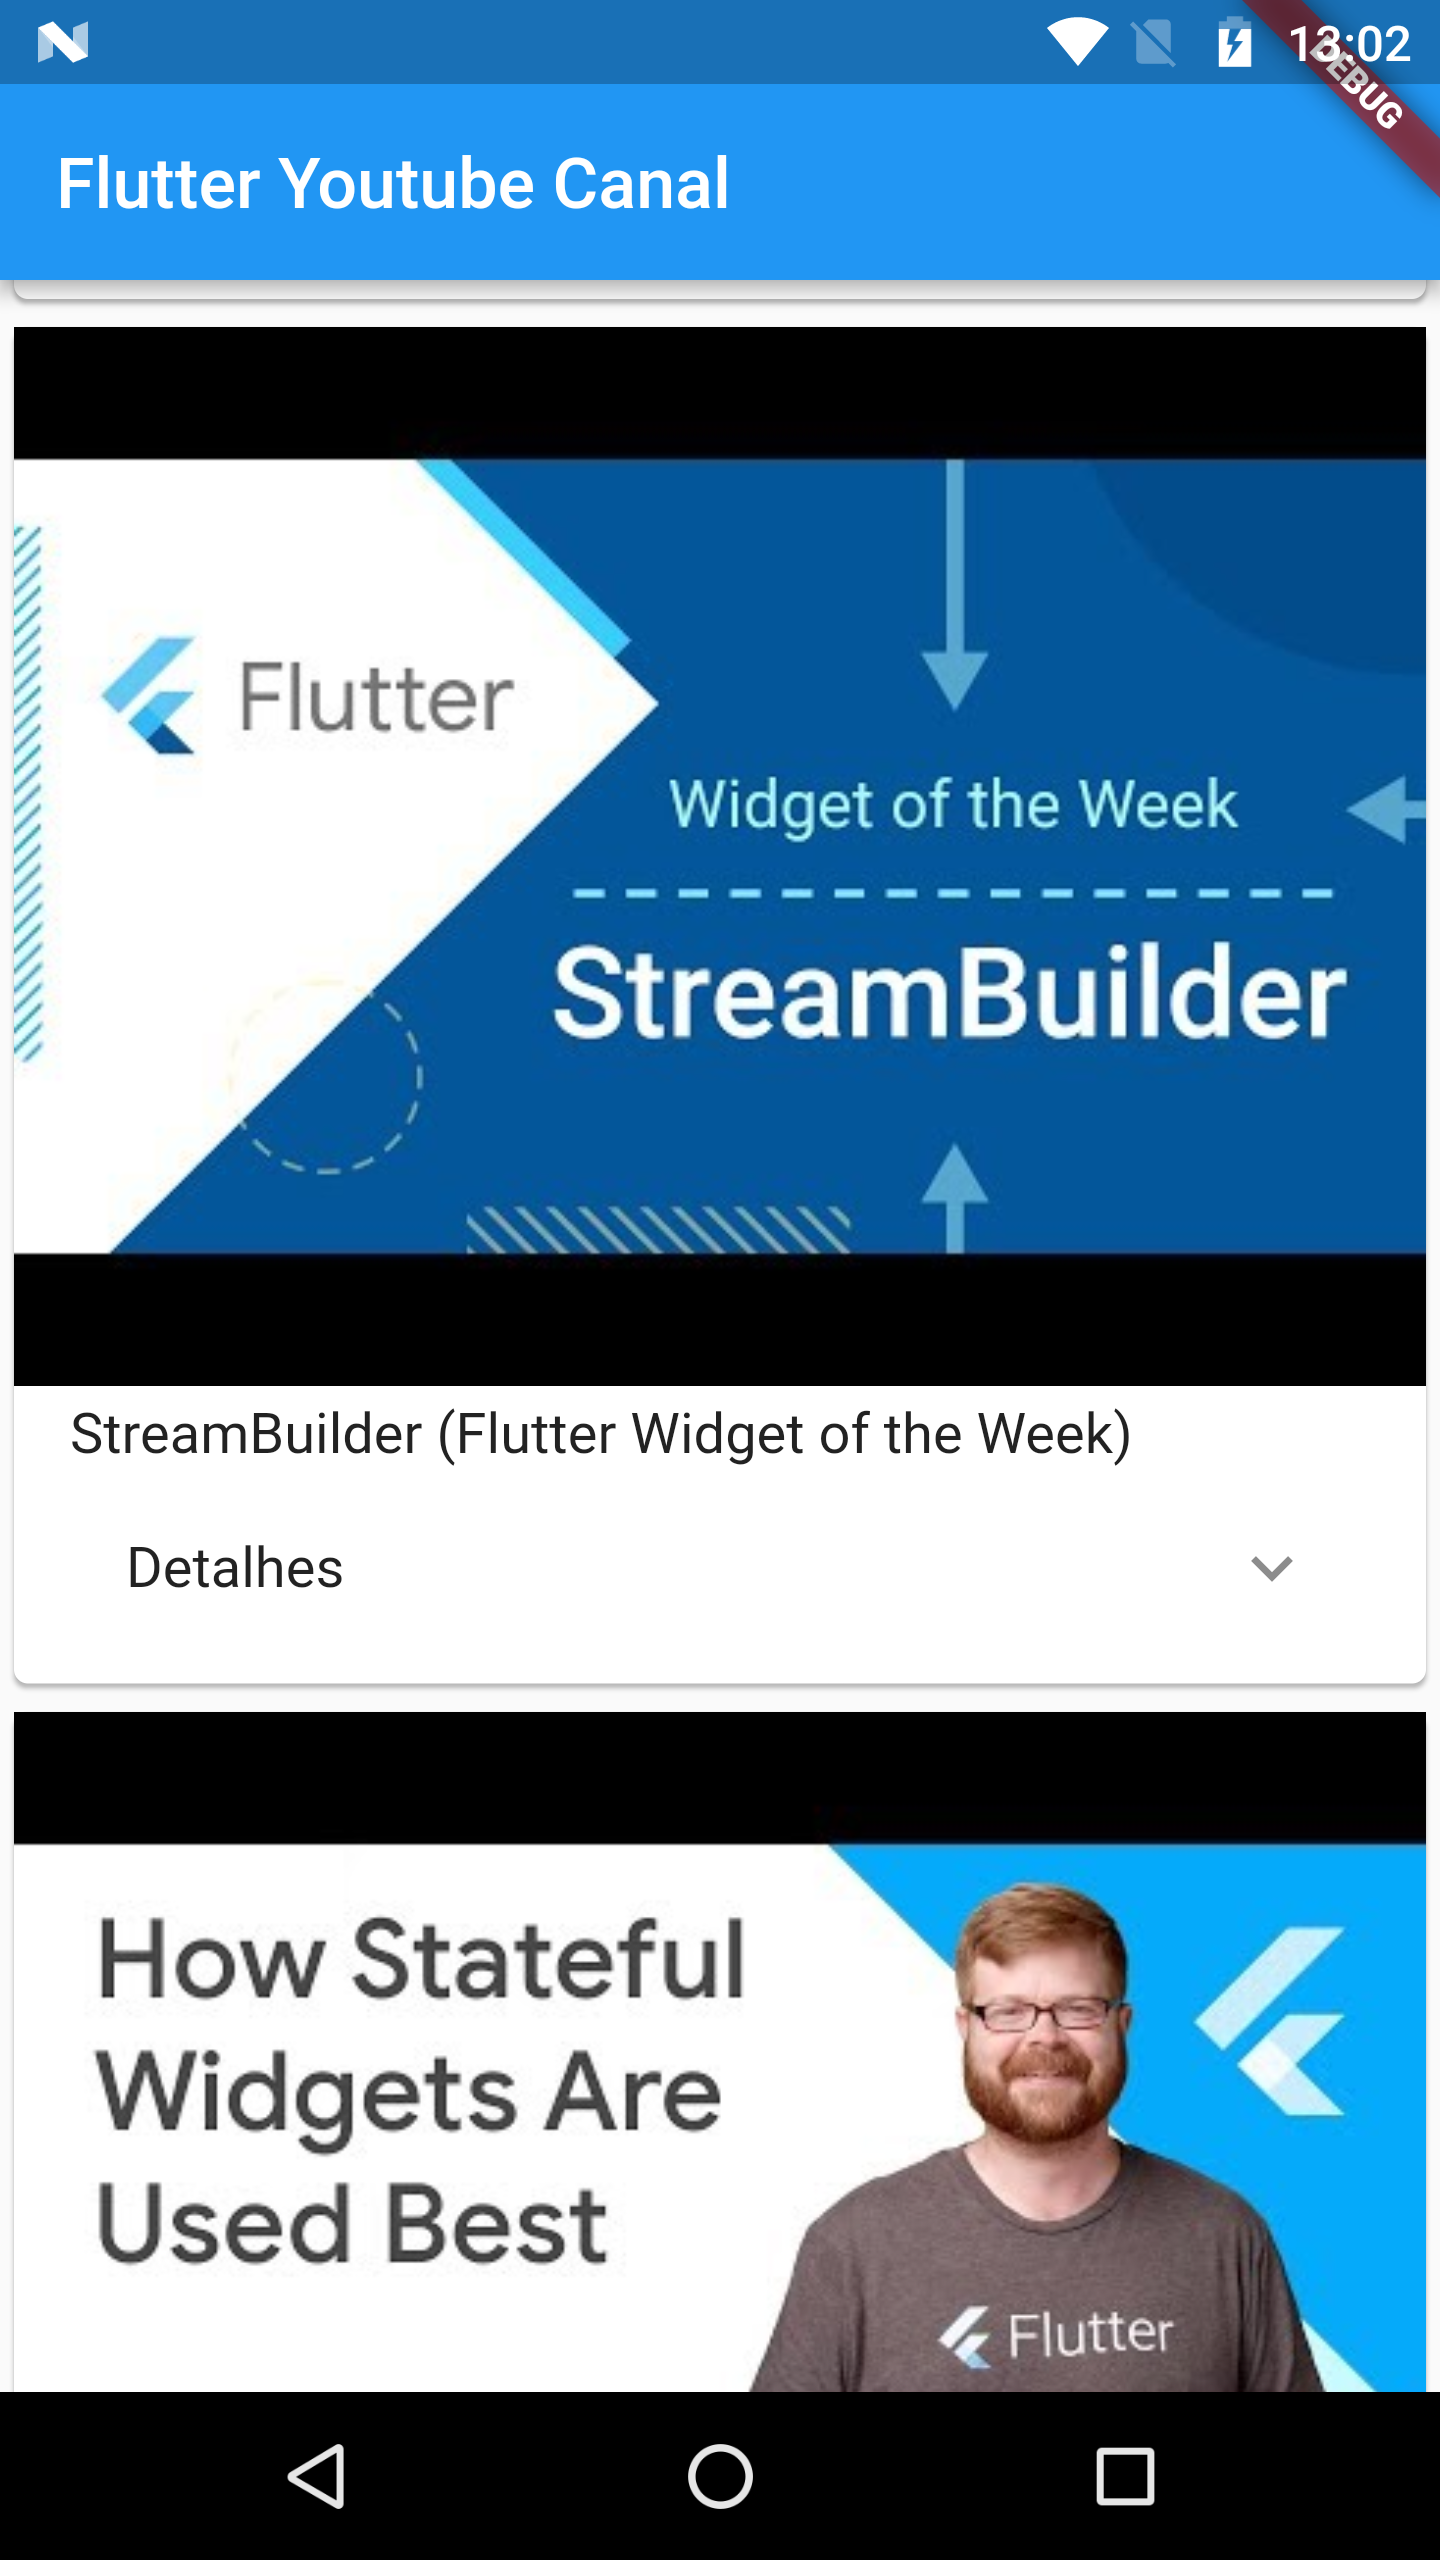 13:02
DEBUG
Flutter Youtube Canal
Flutter
Widget of the Week
StreamBuilder
StreamBuilder (Flutter Widget of the Week)
Detalhes
How Stateful
Widgets Are
Used Best
Flutter